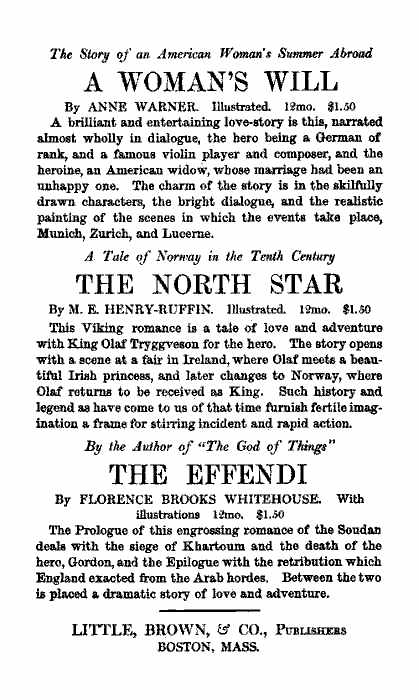 The Story of an American Woman's Summer Abroad
A WOMAN'S WILL
By ANNE WARNER. Illustrated. 12mo. $1.50
A brilliant and entertaining love-story is this, narrated
almost wholly in dialogue, the hero being a German of
rank, and a famous violin player and composer, and the
heroine, an American widow, whose marriage had been an
unhappy one. The charm of the story is in the skilfully
drawn characters, the bright dialogue, and the realistic
painting of the scenes in which the events take place,
Munich, Zurich, and Lucerne.
A Tale of Norway in the Tenth Century
THE NORTH STAR
By M. E. HENRY-RUFFIN. Illustrated. 12mo. $1.50
This Viking romance is a tale of love and adventure
with King Olaf Tryggveson for the hero. The story opens
with a scene at a fair in Ireland, where Olaf meets a beau-
tiful Irish princess, and later changes to Norway, where
Olaf returns to be received as King. Such history and
legend as have come to us of that time furnish fertile imag-
ination a frame for stirring incident and rapid action.
By the Author of "The God of Things"
THE EFFENDI
By FLORENCE BROOKS WHITEHOUSE. With
illustrations 12mo. $1.50
The Prologue of this engrossing romance of the Soudan
deals with the siege of Khartoum and the death of the
hero, Gordon, and the Epilogue with the retribution which
England exacted from the Arab hordes. Between the two
is placed a dramatic story of love and adventure.
LITTLE, BROWN, & CO., PUBLISHERS
BOSTON, MASS.